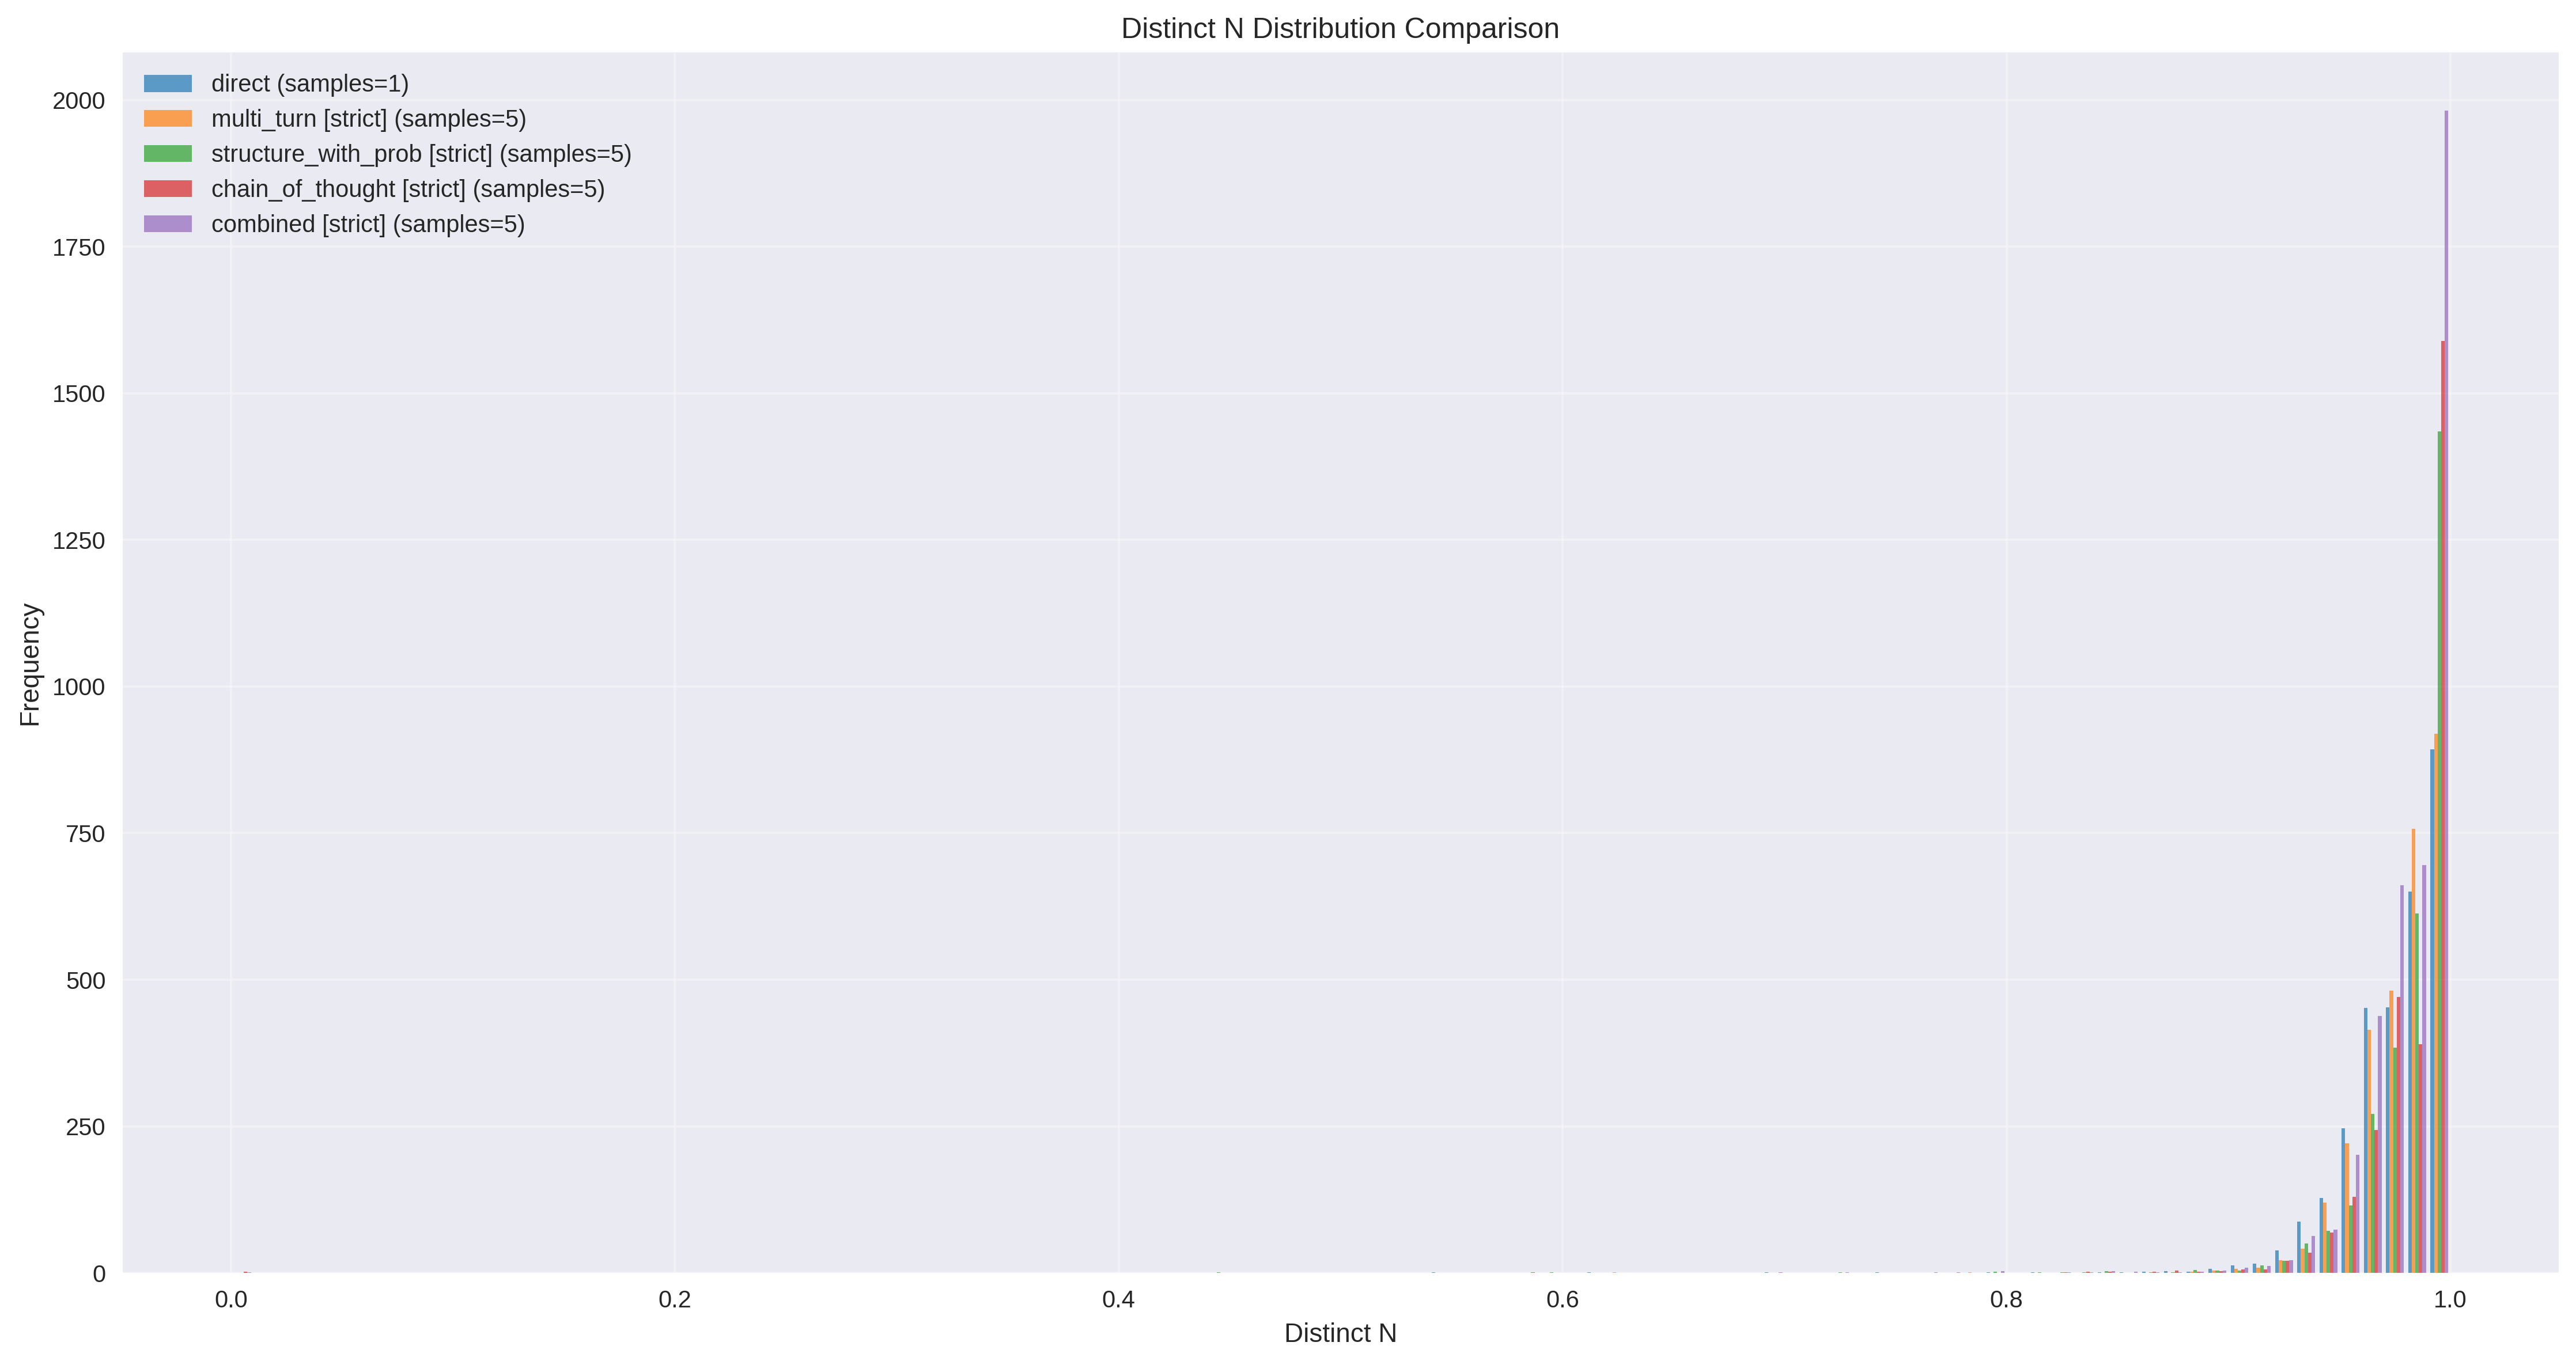 Distinct N Distribution Comparison
direct (samples=1)
multi_turn [strict] (samples=5)
structure_with_prob [strict] (samples=5)
chain_of_thought [strict] (samples=5)
combined [strict] (samples=5)
2000
1750
1500
1250
1000
750
500
250
0
Frequency
0.0 0.2 0.4 0.6 0.8 1.0
Distinct N